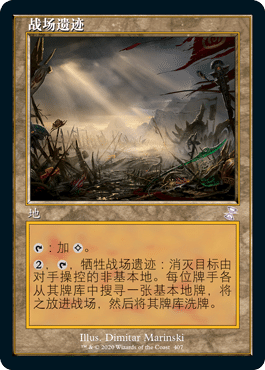 战场遗迹
地
：加。
，，牺牲战场遗迹：消灭目标由
对手操控的非基本地。每位牌手各
从其牌库中搜寻一张基本地牌，将
之放进战场，然后将其牌库洗牌。
Illus. Dimitar Marinski
™ & © 2020 Wizards of the Coast 407